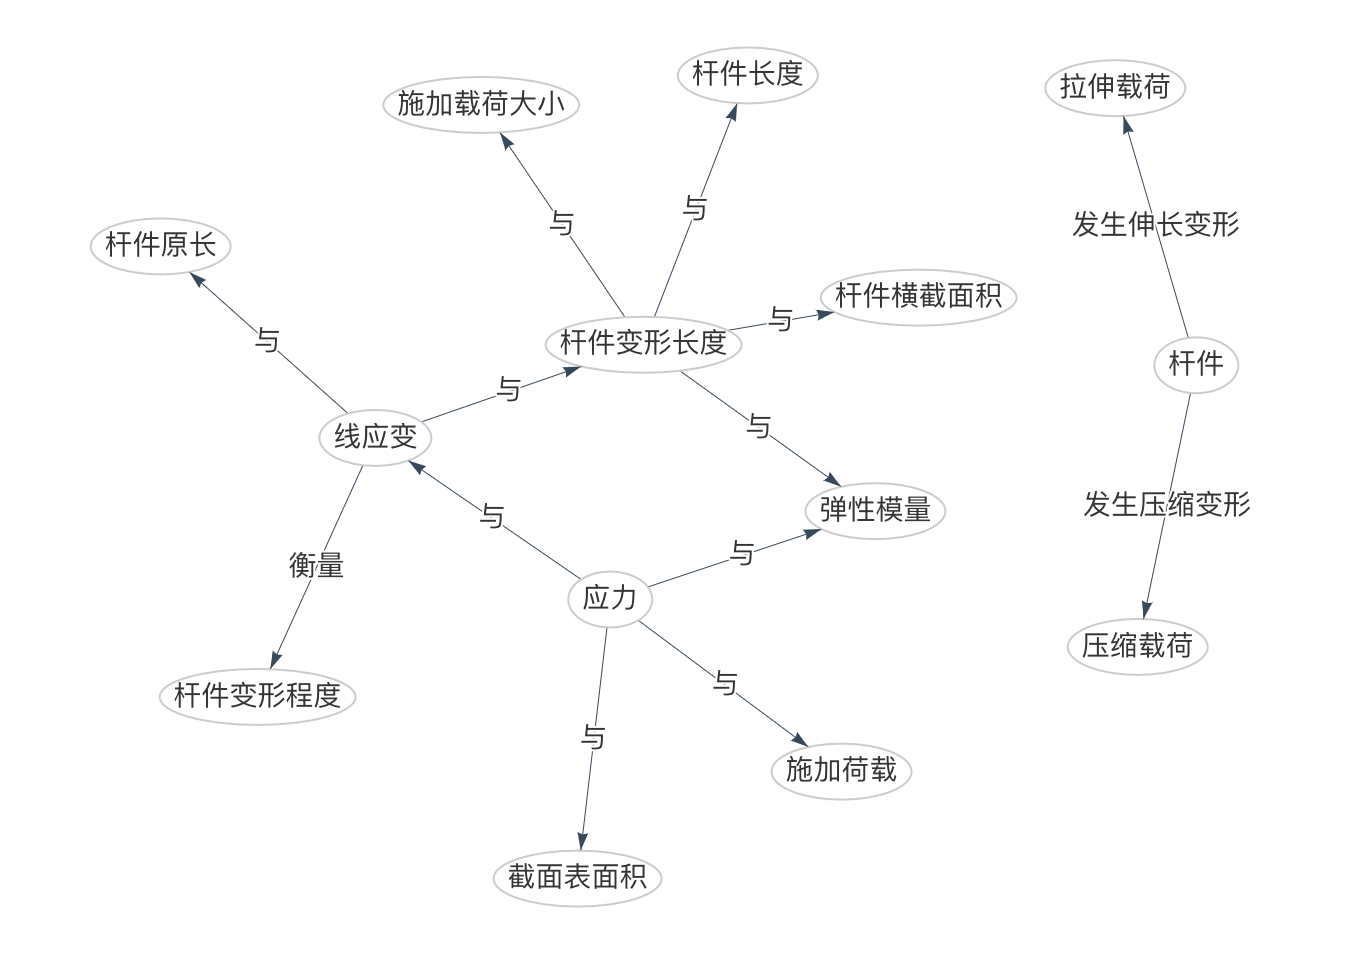 杆件长度
拉伸载荷
施加载荷大小
与
与
发生伸长变形
杆件原长
杆件横截面积
与
与
杆件变形长度
杆件
与
与
线应变
发生压缩变形
弹性模量
与
与
衡量
应力
压缩载荷
与
杆件变形程度
与
施加荷载
截面表面积